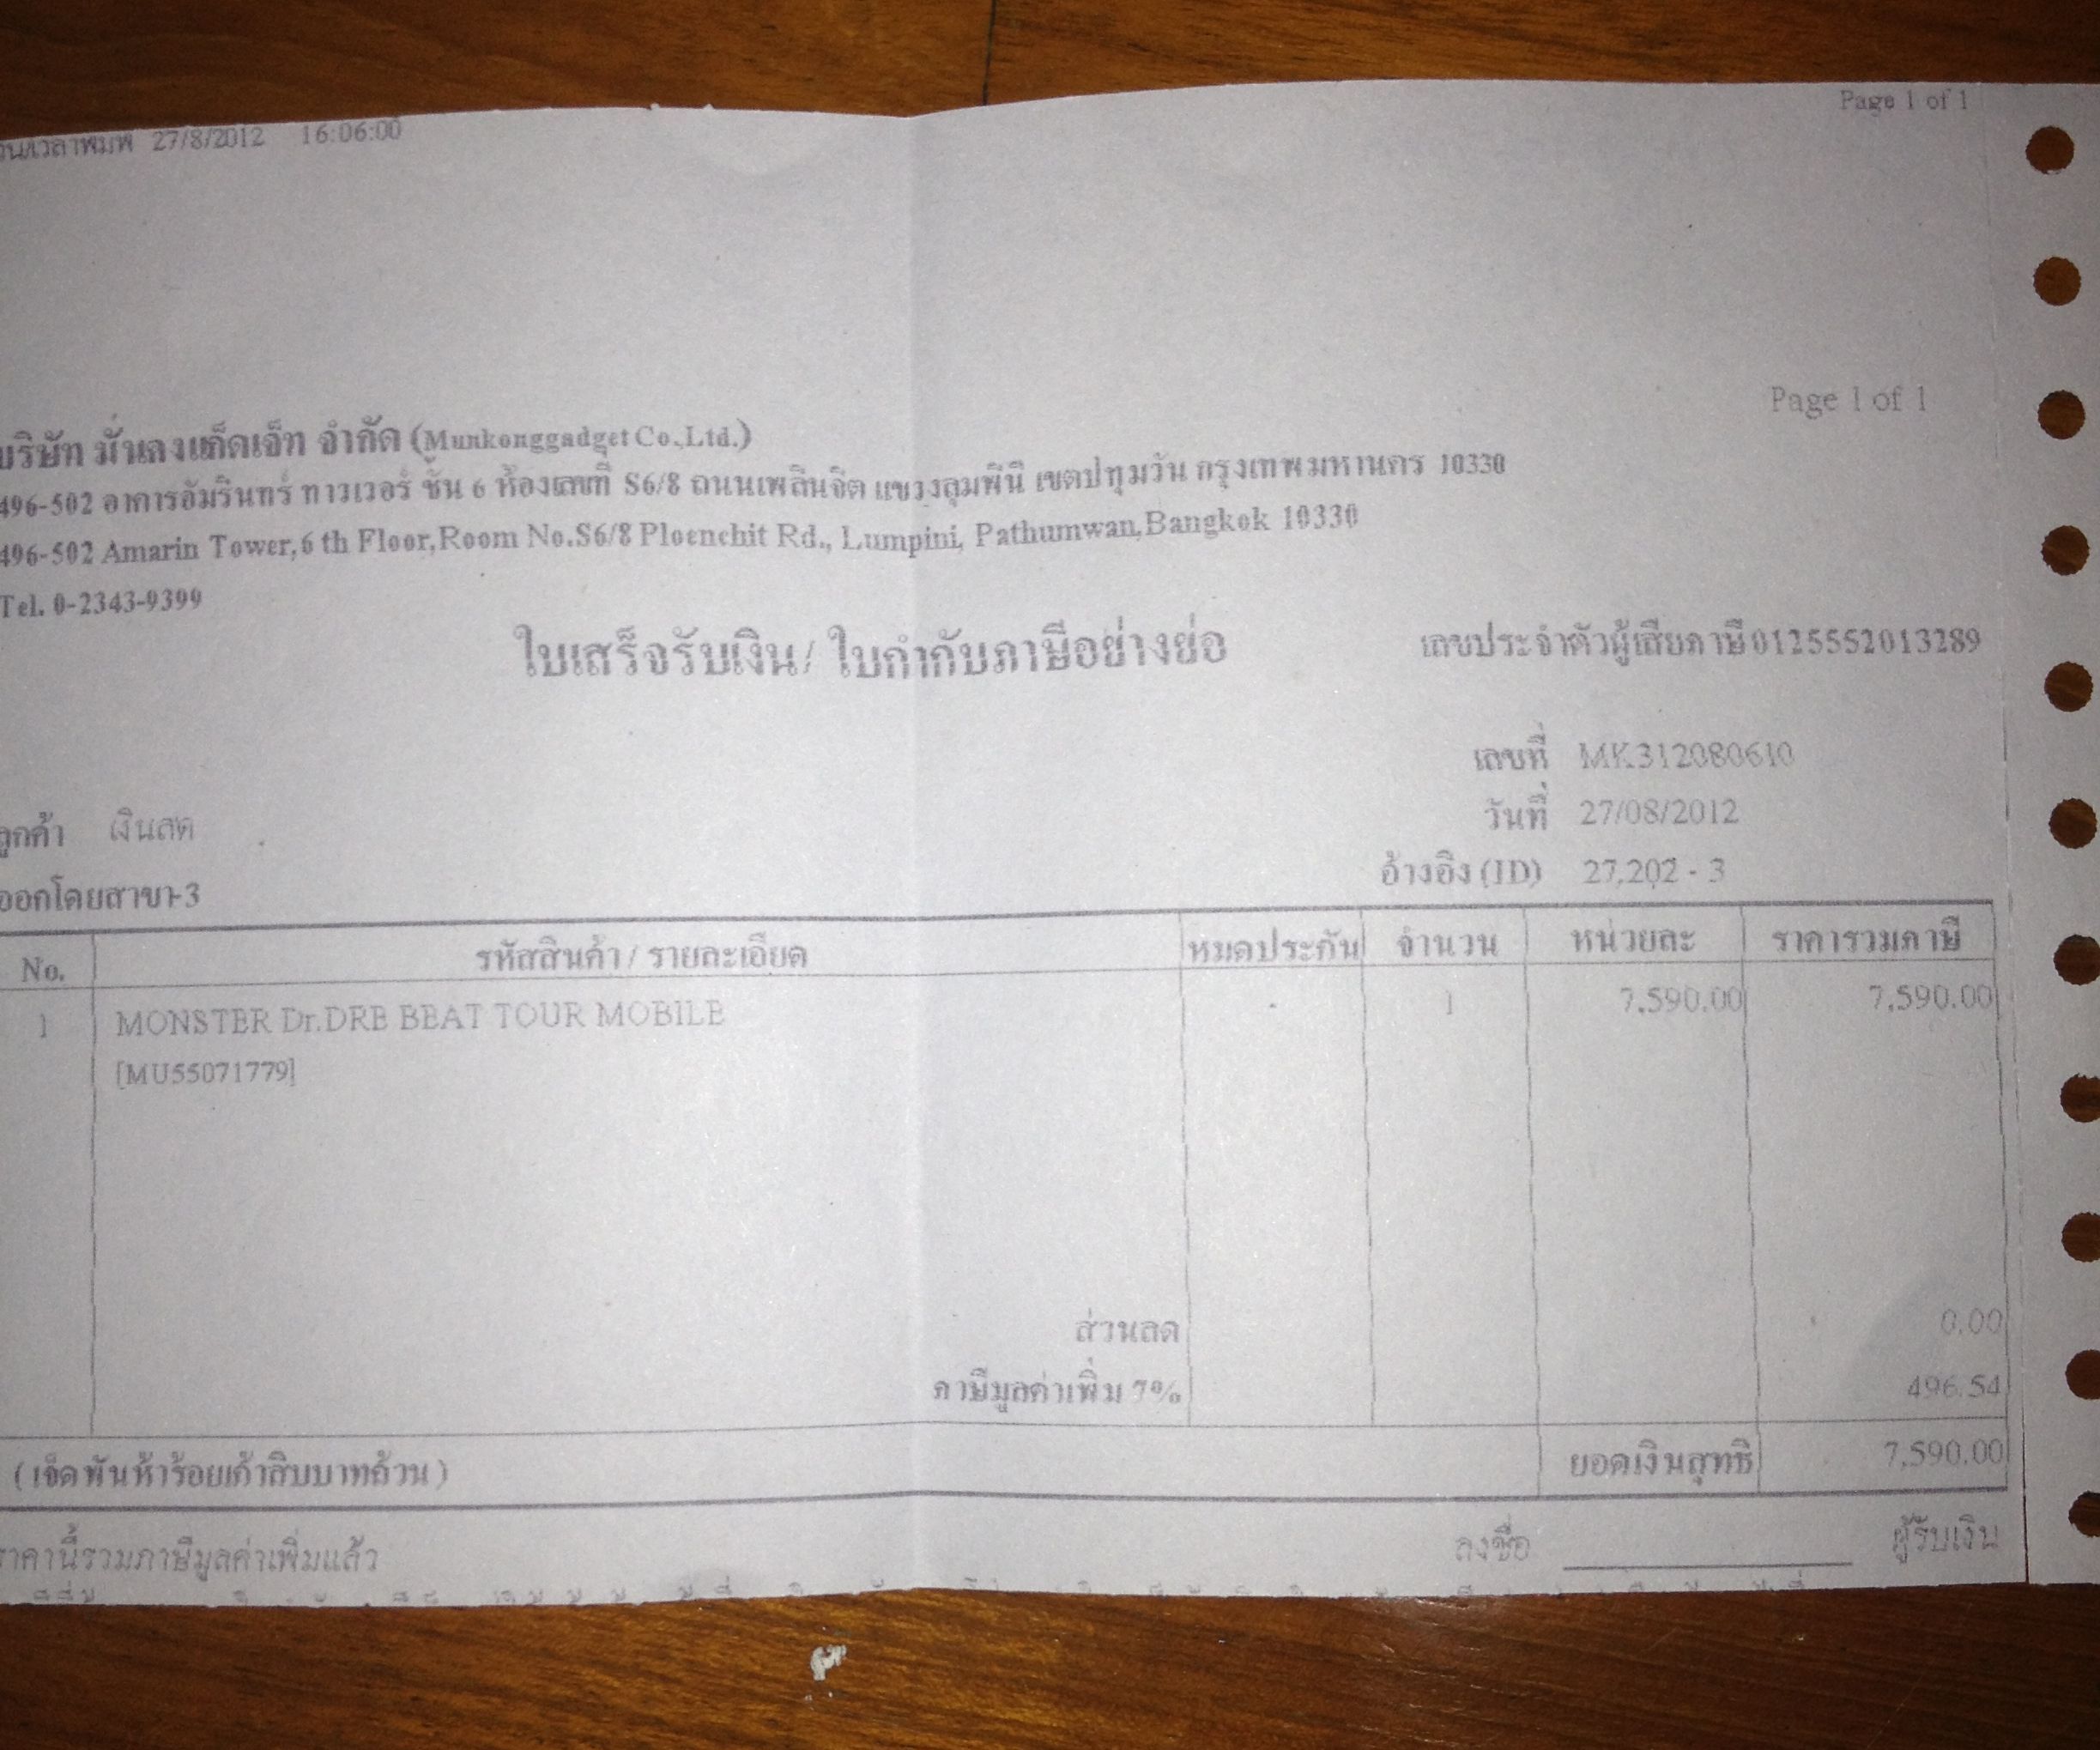 วัน/เวลาพิมพ์ 27/8/2012 16:06:00
Page 1 of 1
Page 1 of 1
บริษัท มั่นคงแก็ดเจ็ท จำกัด (Munkonggadget Co.,Ltd.)
496-502 อาคารอัมรินทร์ ทาวเวอร์ ชั้น 6 ห้องเลขที่ S6/8 ถนนเพลินจิต แขวงลุมพินี เขตปทุมวัน กรุงเทพมหานคร 10330
496-502 Amarin Tower,6 th Floor,Room No.S6/8 Ploenchit Rd., Lumpini, Pathumwan,Bangkok 10330
Tel. 0-2343-9399
ใบเสร็จรับเงิน/ ใบกำกับภาษีอย่างย่อ เลขประจำตัวผู้เสียภาษี 0125552013289
เลขที่ MK312080610
ลูกค้า เงินสด วันที่ 27/08/2012
ออกโดยสาขา-3 อ้างอิง (ID) 27,202 - 3
No. รหัสสินค้า / รายละเอียด หมดประกัน จำนวน หน่วยละ ราคารวมภาษี
1 MONSTER Dr.DRE BEAT TOUR MOBILE - 1 7,590.00 7,590.00
[MU55071779]
ส่วนลด 0.00
ภาษีมูลค่าเพิ่ม 7% 496.54
( เจ็ดพันห้าร้อยเก้าสิบบาทถ้วน ) ยอดเงินสุทธิ 7,590.00
ราคานี้รวมภาษีมูลค่าเพิ่มแล้ว ลงชื่อ ผู้รับเงิน